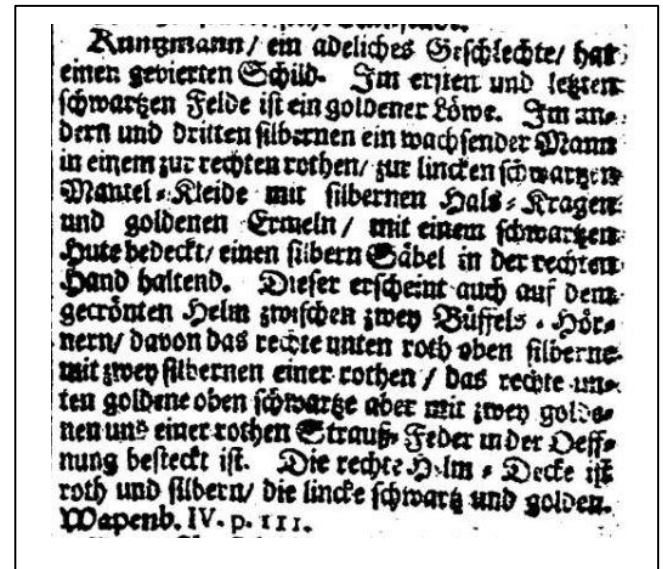 Kuntzmann/ ein adeliches Geschlechte/ hat
einen gevierten Schild. Im ersten und letzten
schwartzen Felde ist ein goldener Löwe. Im an-
dern und dritten silbernen ein wachsender Mann
in einem zur rechten rothen/ zur lincken schwartzen
Mantel-Kleide mit silbernen Hals-Kragen
und goldenen Ermeln/ mit einem schwartzen
Hute bedeckt/ einen silbern Säbel in der rechten
Hand haltend. Dieser erscheint auch auf dem
gecrönten Helm zwischen zwey Büffels-Hör-
nern/ davon das rechte unten roth oben silberne
mit zwey silbernen einer rothen/ das rechte un-
ten goldene oben schwartze aber mit zwey golde-
nen und einer rothen Strauß-Feder in der Oeff-
nung besteckt ist. Die rechte Helm-Decke ist
roth und silbern/ die lincke schwartz und golden.
Wapenb. IV. p. 111.